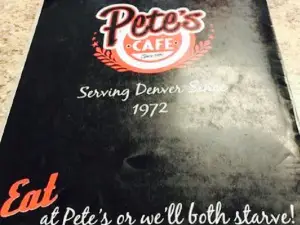 Pete's
CAFE
Serving Denver Since
1972
Eat
at Pete's or we'll both starve!